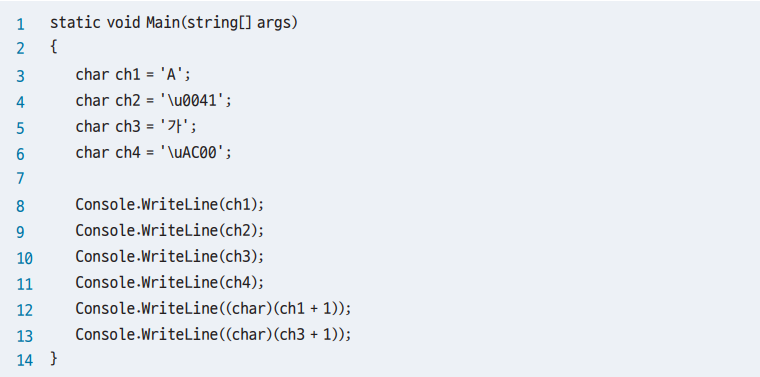 1 static void Main(string[] args)
2 {
3 char ch1 = 'A';
4 char ch2 = '\u0041';
5 char ch3 = '가';
6 char ch4 = '\uAC00';
7
8 Console.WriteLine(ch1);
9 Console.WriteLine(ch2);
10 Console.WriteLine(ch3);
11 Console.WriteLine(ch4);
12 Console.WriteLine((char)(ch1 + 1));
13 Console.WriteLine((char)(ch3 + 1));
14 }